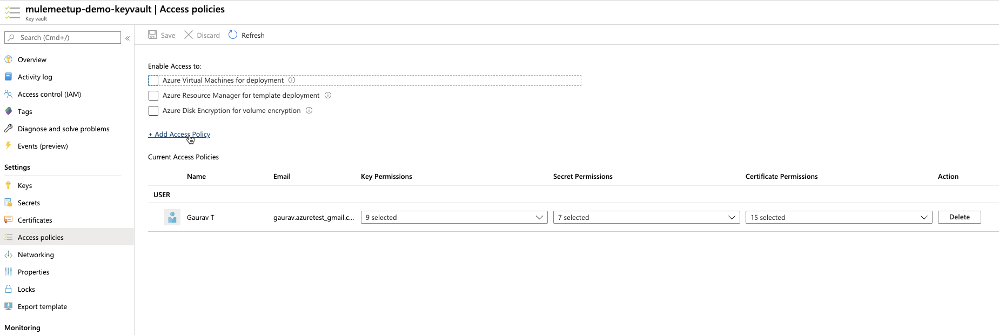 mulemeetup-demo-keyvault | Access policies
Key vault
Search (Cmd+/)
«
Save
Discard
Refresh
Overview
Activity log
Access control (IAM)
Tags
Diagnose and solve problems
Events (preview)
Settings
Keys
Secrets
Certificates
Access policies
Networking
Properties
Locks
Export template
Monitoring
Enable Access to:
Azure Virtual Machines for deployment
Azure Resource Manager for template deployment
Azure Disk Encryption for volume encryption
+ Add Access Policy
Current Access Policies
Name Email Key Permissions Secret Permissions Certificate Permissions Action
USER
Gaurav T gaurav.azuretest_gmail.c... 9 selected 7 selected 15 selected Delete